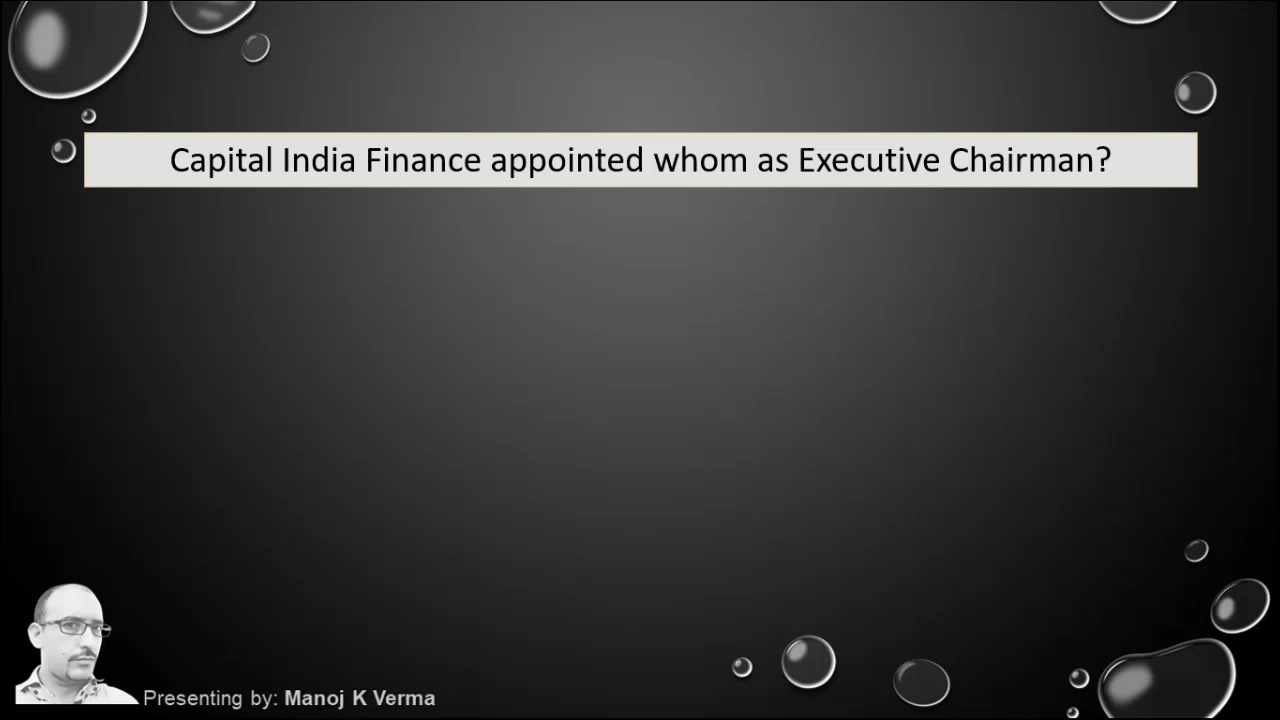 Capital India Finance appointed whom as Executive Chairman?
Presenting by: Manoj K Verma